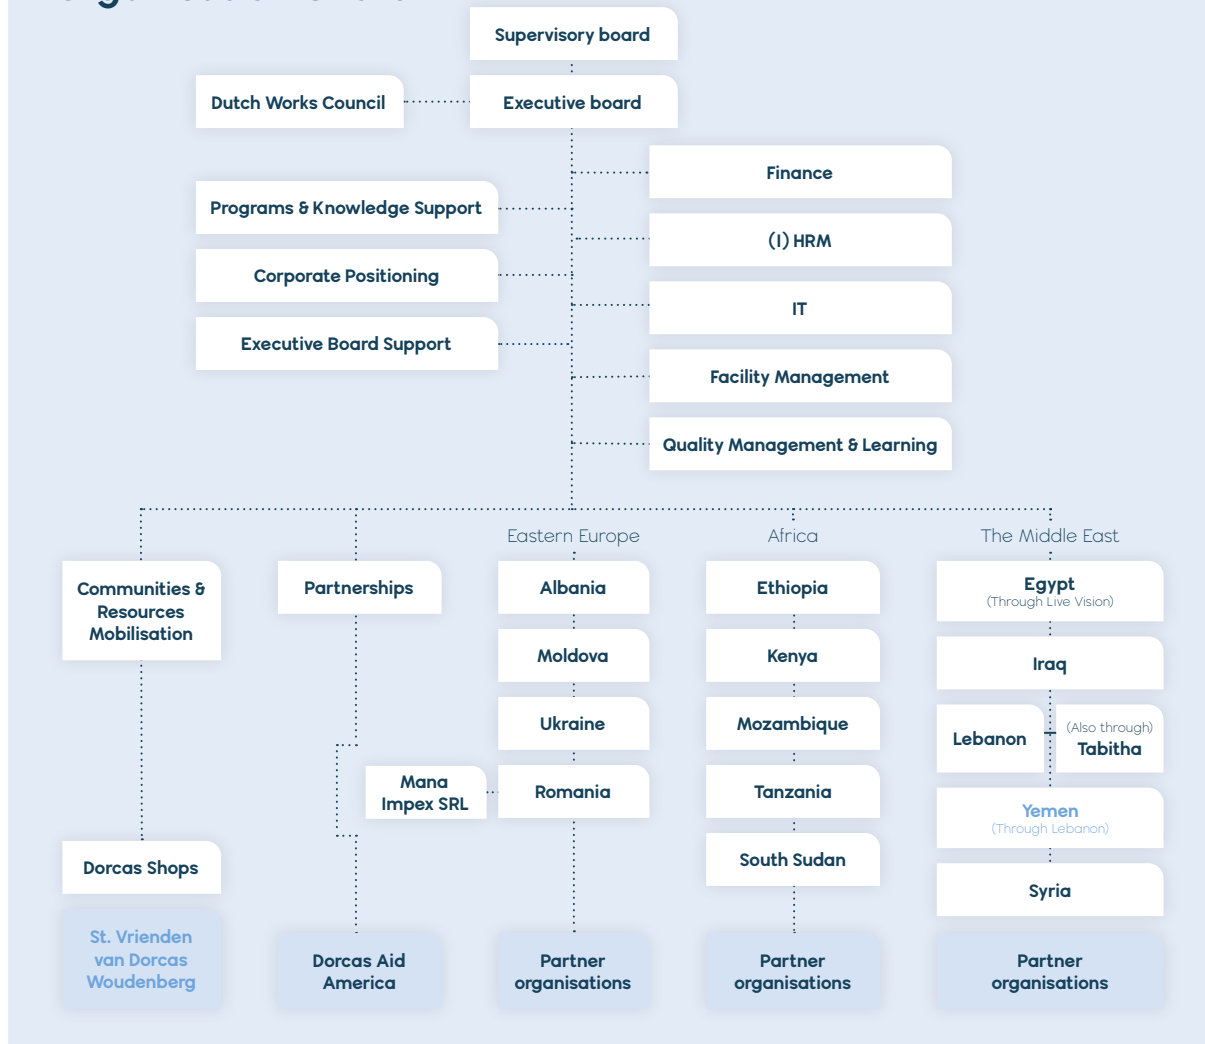 Supervisory board
Dutch Works Council
Executive board
Finance
Programs & Knowledge Support
(I) HRM
Corporate Positioning
IT
Executive Board Support
Facility Management
Quality Management & Learning
Communities &
Resources
Mobilisation
Dorcas Shops
St. Vrienden
van Dorcas
Woudenberg
Partnerships
Dorcas Aid
America
Eastern Europe
Albania
Moldova
Ukraine
Mana
Impex SRL
Romania
Partner
organisations
Africa
Ethiopia
Kenya
Mozambique
Tanzania
South Sudan
Partner
organisations
The Middle East
Egypt
(Through Live Vision)
Iraq
Lebanon
(Also through)
Tabitha
Yemen
(Through Lebanon)
Syria
Partner
organisations